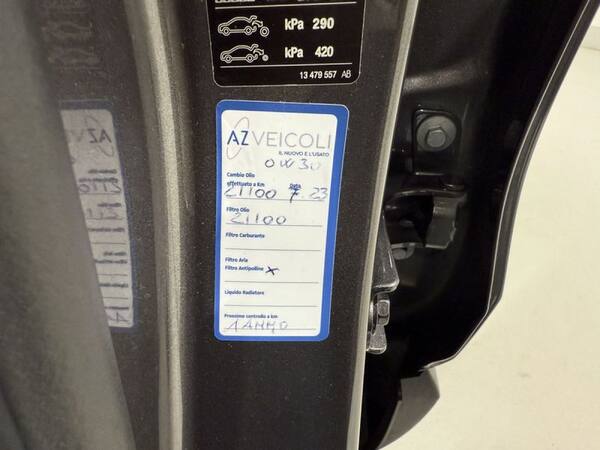 kPa 290
kPa 420
13 479 557 AB
AZVEICOLI
IL NUOVO E L'USATO
0W30
Cambio Olio
effettuato a Km Data
21100 7.23
Filtro Olio
21100
Filtro Carburante
Filtro Aria
Filtro Antipolline x
Liquido Radiatore
Prossimo controllo a km
1 ANNO
AZVE